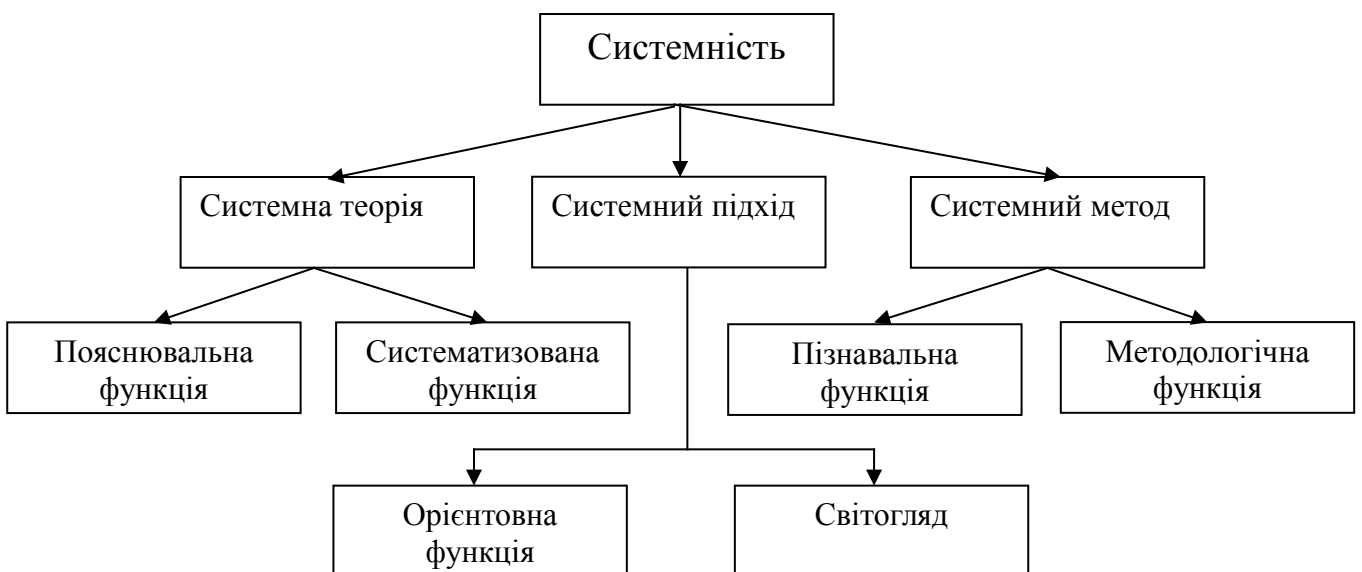 Системність
Системна теорія
Системний підхід
Системний метод
Пояснювальна
функція
Систематизована
функція
Пізнавальна
функція
Методологічна
функція
Орієнтовна
функція
Світогляд